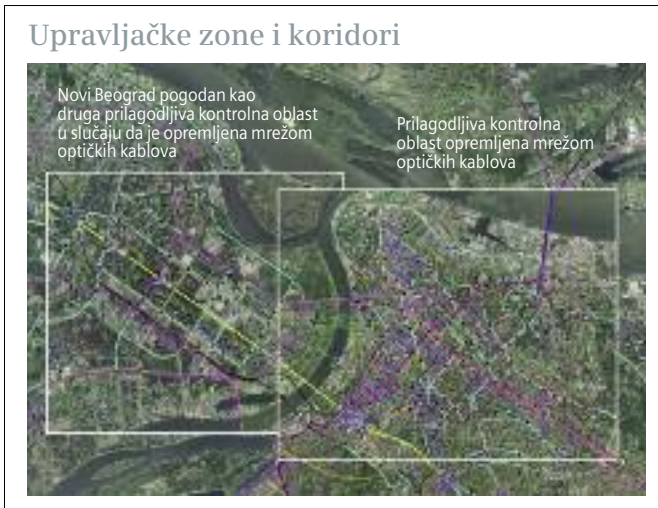 Upravljačke zone i koridori
Novi Beograd pogodan kao
druga prilagodljiva kontrolna oblast
u slučaju da je opremljena mrežom
optičkih kablova
Prilagodljiva kontrolna
oblast opremljena mrežom
optičkih kablova